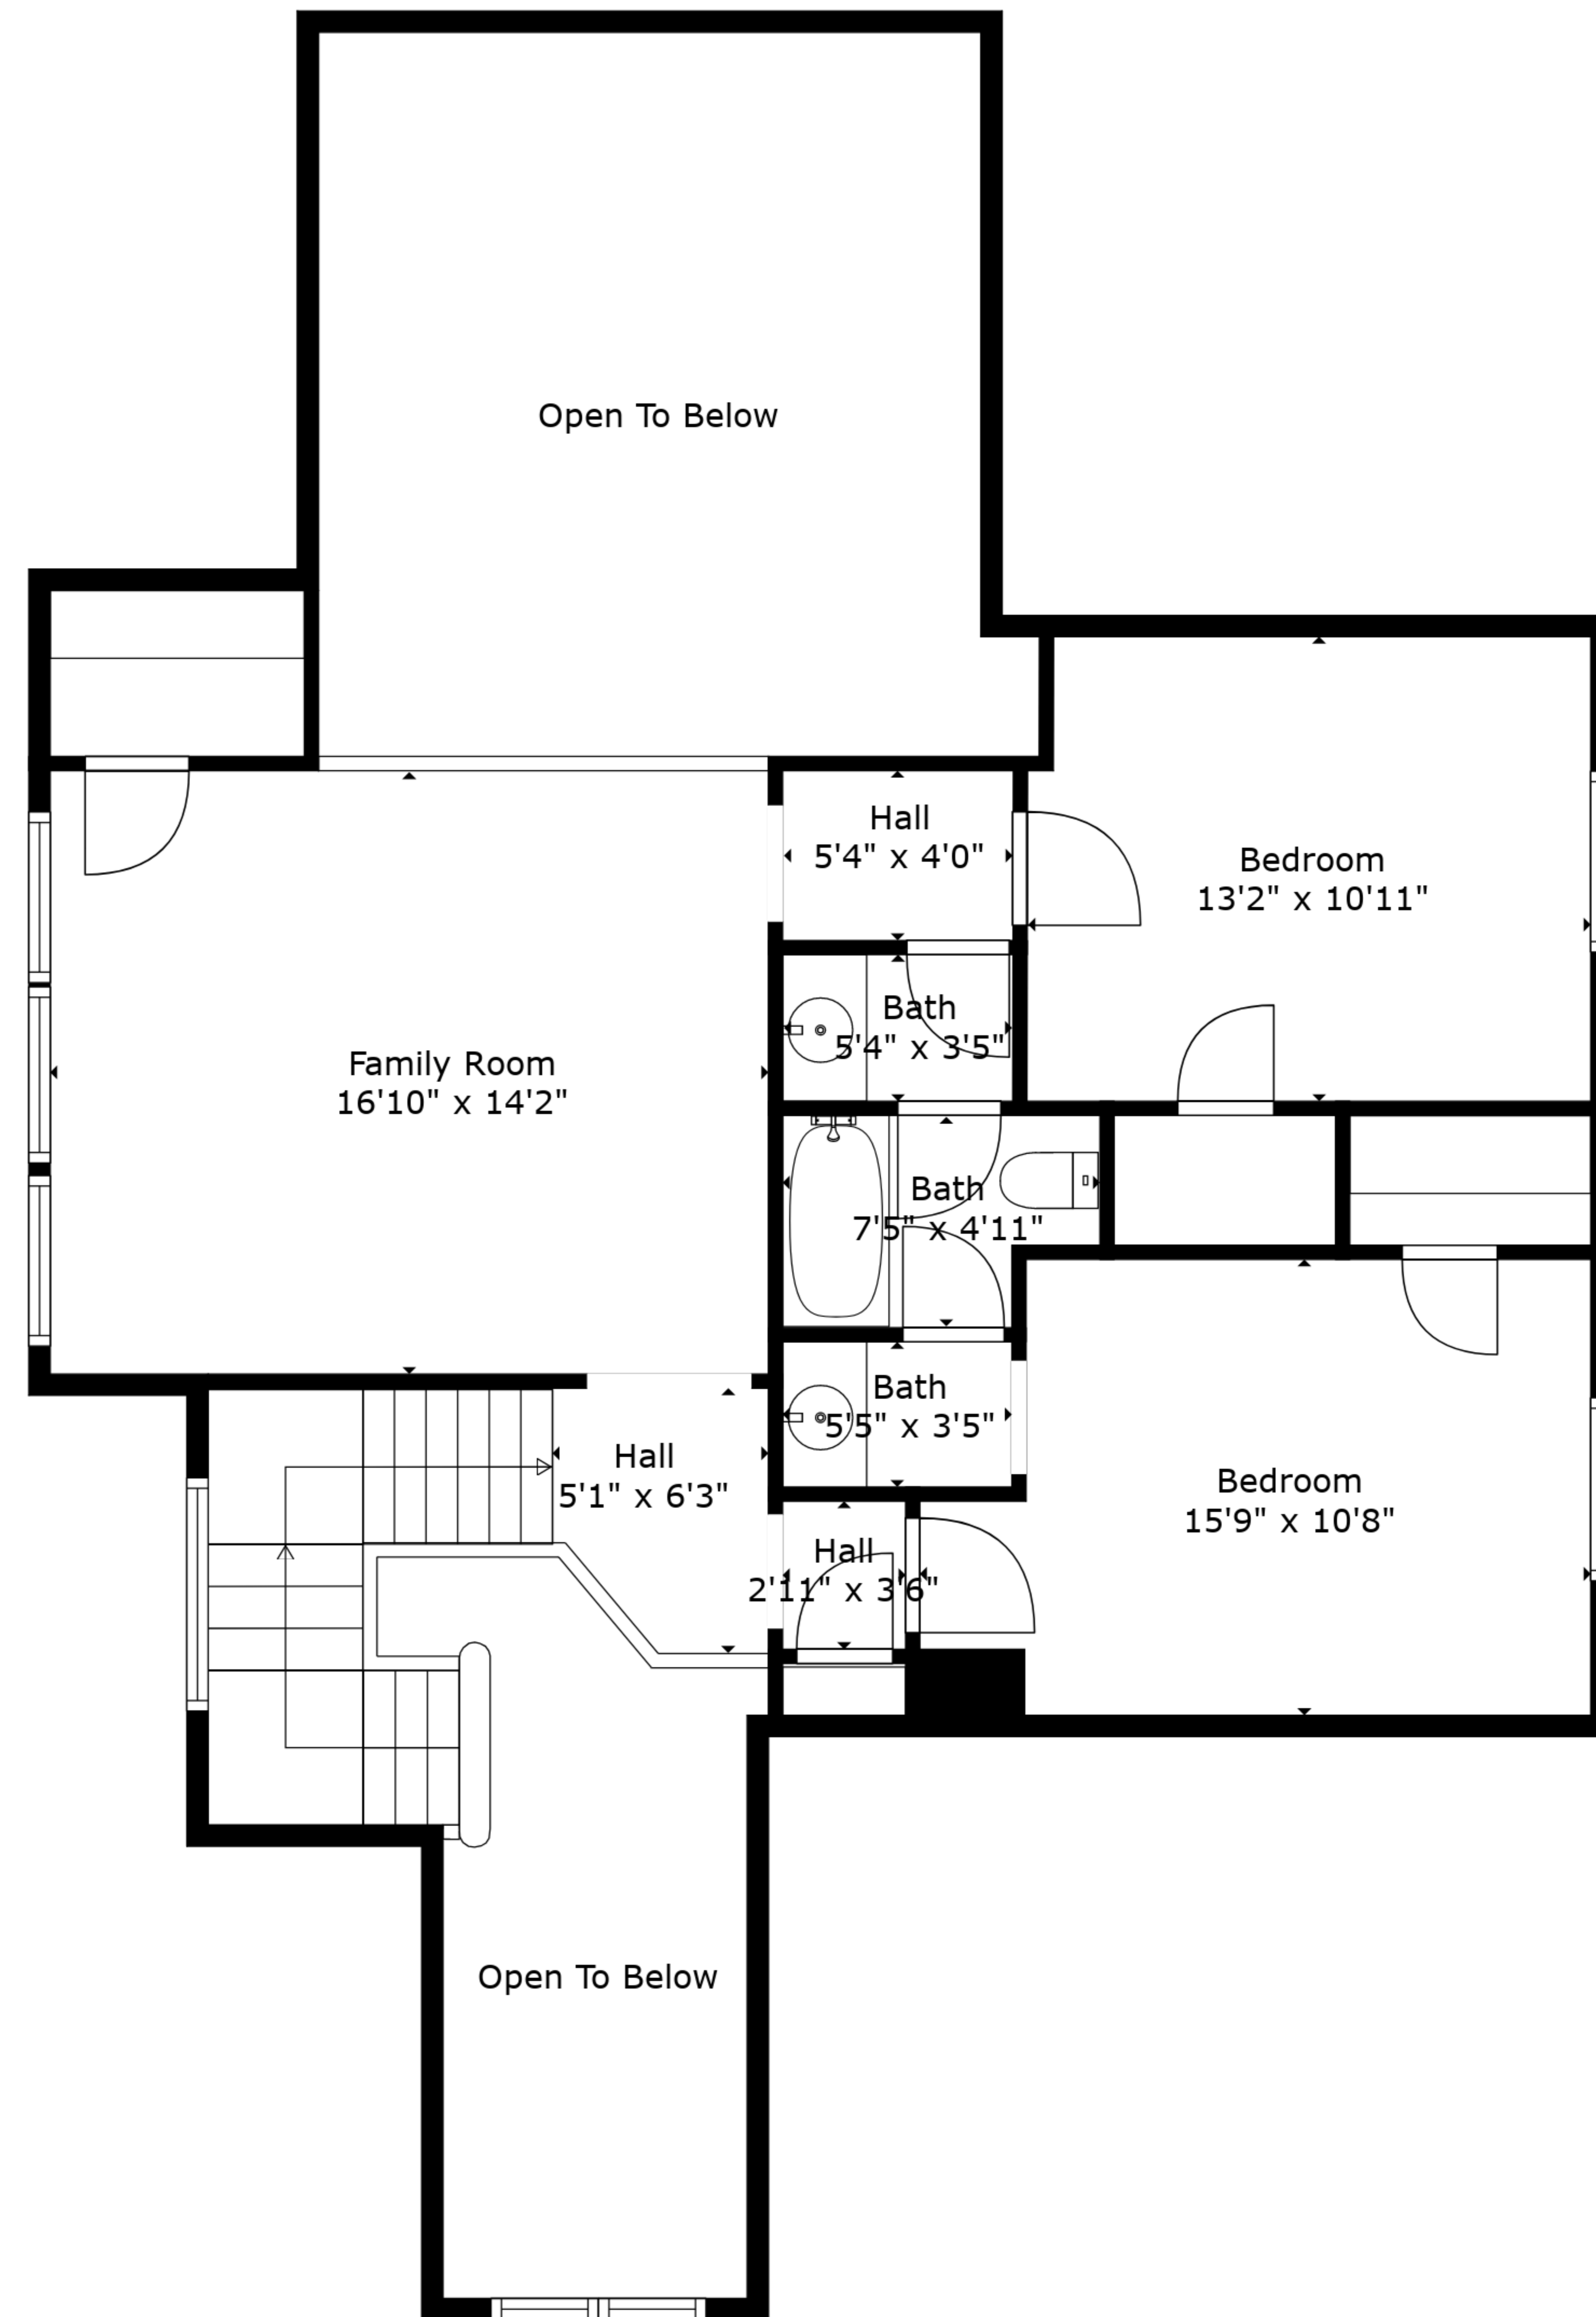 Open To Below
Hall
5'4" x 4'0"
Bedroom
13'2" x 10'11"
Bath
5'4" x 3'5"
Family Room
16'10" x 14'2"
Bath
7'5" x 4'11"
Bath
5'5" x 3'5"
Hall
5'1" x 6'3"
Bedroom
15'9" x 10'8"
Hall
2'11" x 3'6"
Open To Below